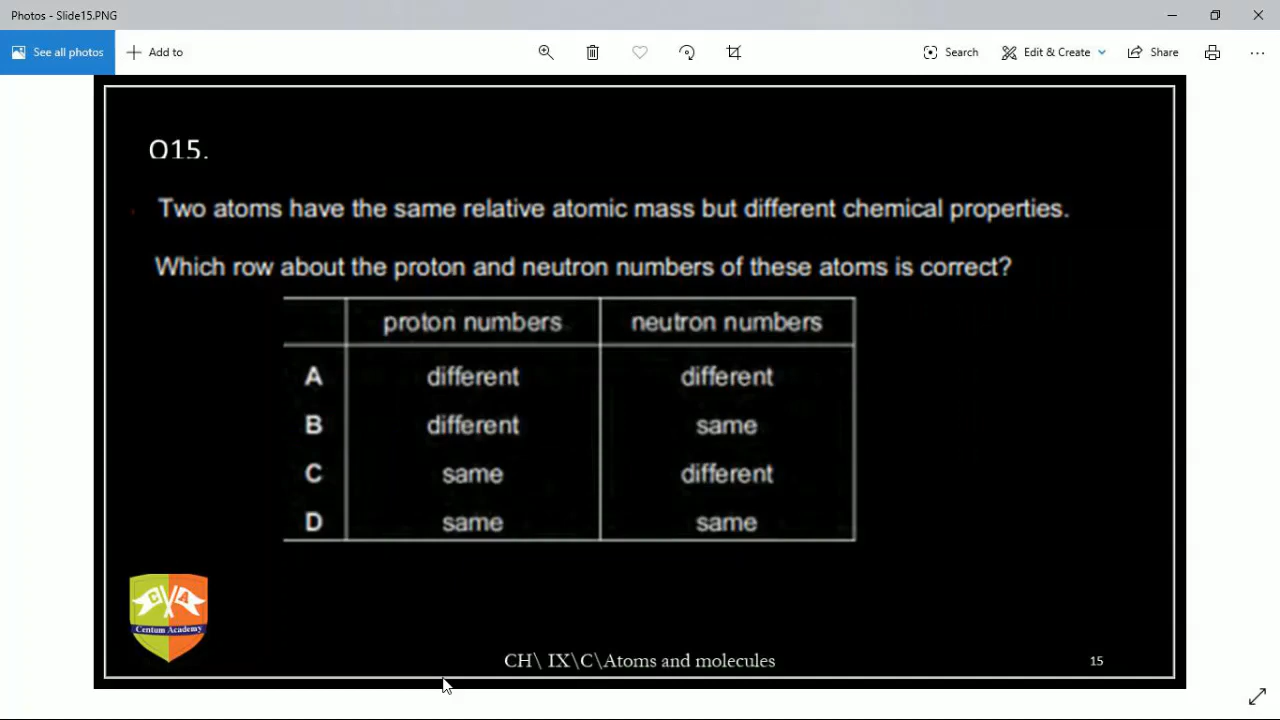 Photos - Slide15.PNG
See all photos
Add to
Search
Edit & Create
Share
Q15.
Two atoms have the same relative atomic mass but different chemical properties.
Which row about the proton and neutron numbers of these atoms is correct?
proton numbers neutron numbers
A different different
B different same
C same different
D same same
C A
Centum Academy
CH\ IX\C\Atoms and molecules
15